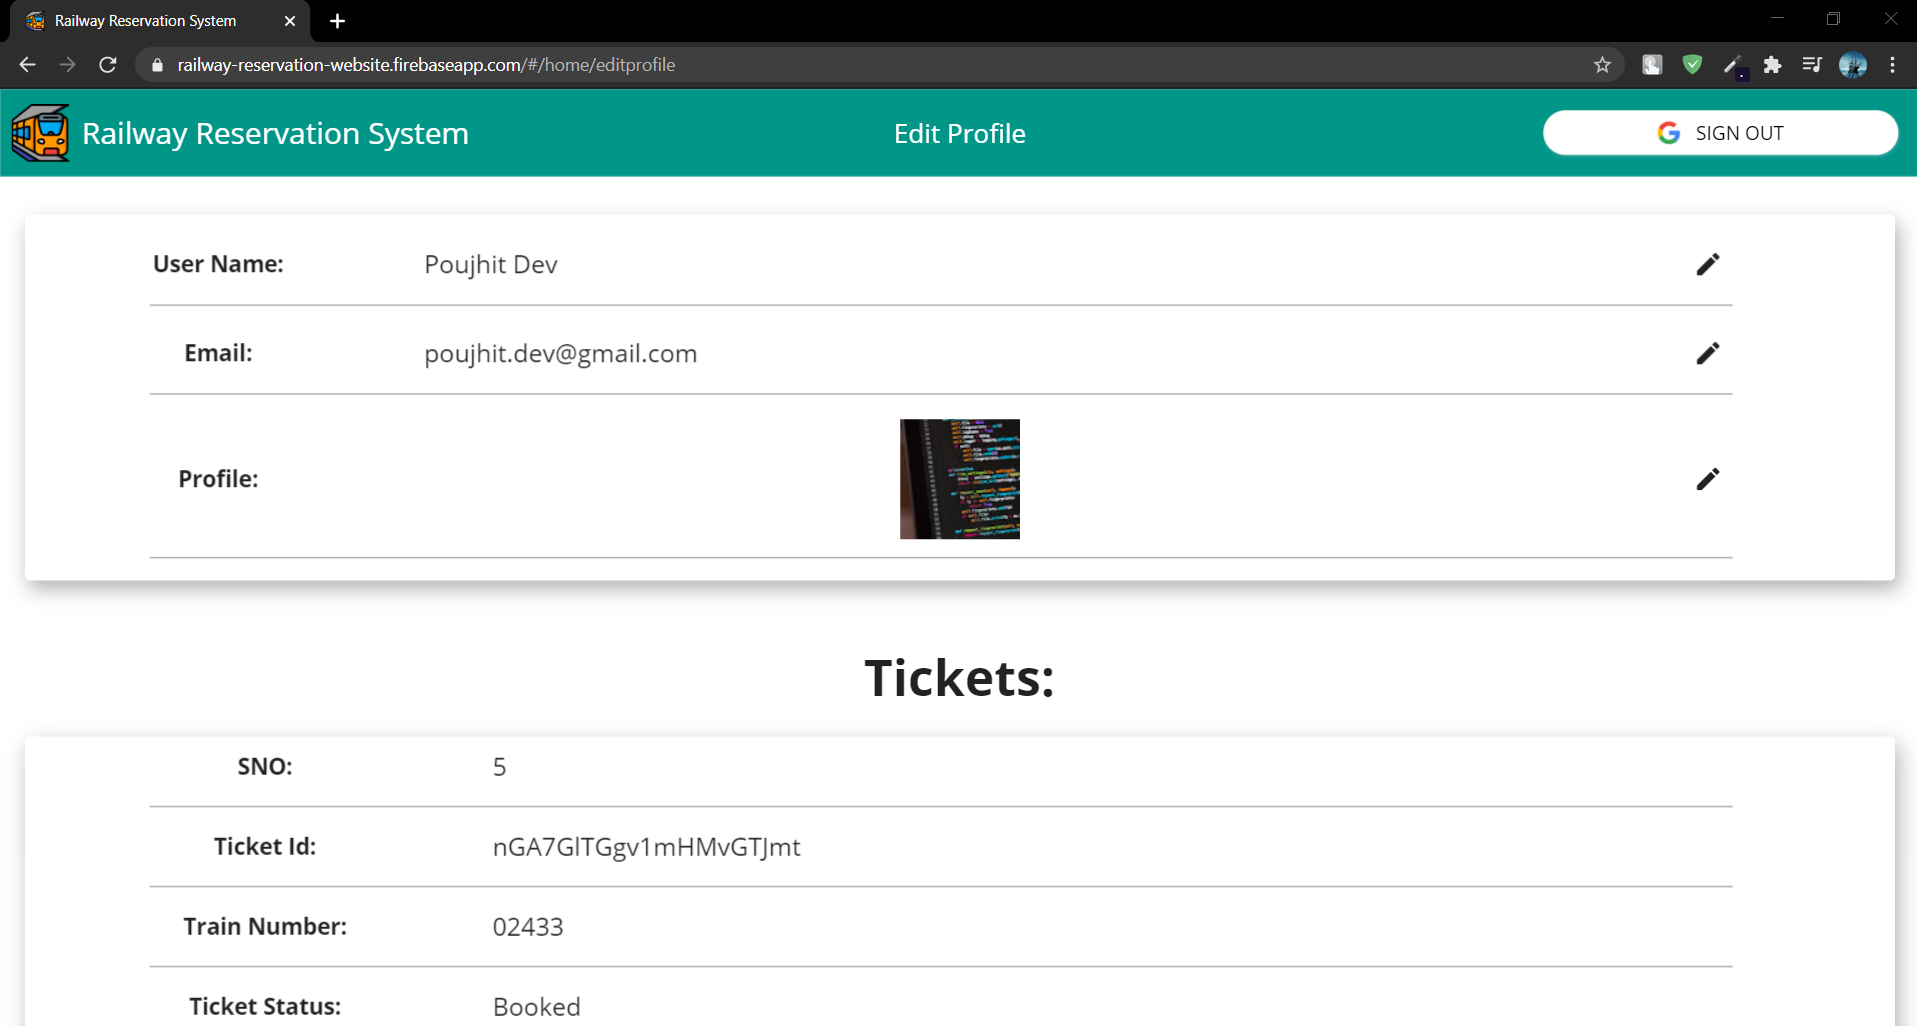 Railway Reservation System
railway-reservation-website.firebaseapp.com/#/home/editprofile
Railway Reservation System
Edit Profile
SIGN OUT
User Name: Poujhit Dev
Email: poujhit.dev@gmail.com
Profile:
Tickets:
SNO: 5
Ticket Id: nGA7GlTGgv1mHMvGTJmt
Train Number: 02433
Ticket Status: Booked